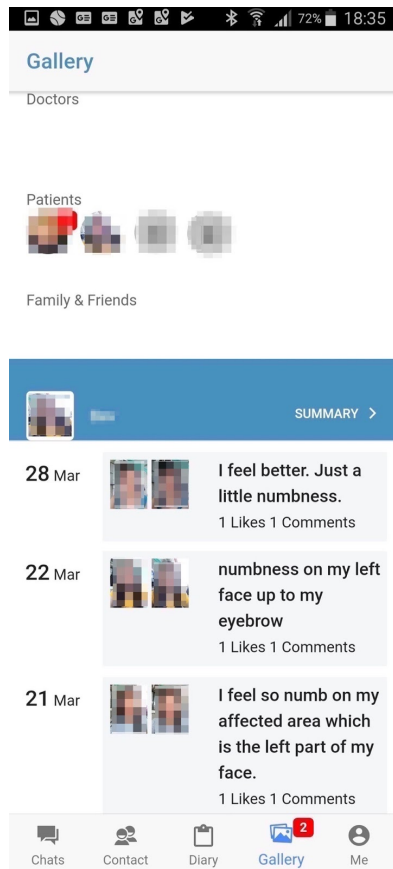 GE GE 72% 18:35
Gallery
Doctors
Patients
Family & Friends
SUMMARY
28 Mar
I feel better. Just a
little numbness.
1 Likes 1 Comments
22 Mar
numbness on my left
face up to my
eyebrow
1 Likes 1 Comments
21 Mar
I feel so numb on my
affected area which
is the left part of my
face.
1 Likes 1 Comments
2
Chats Contact Diary Gallery Me